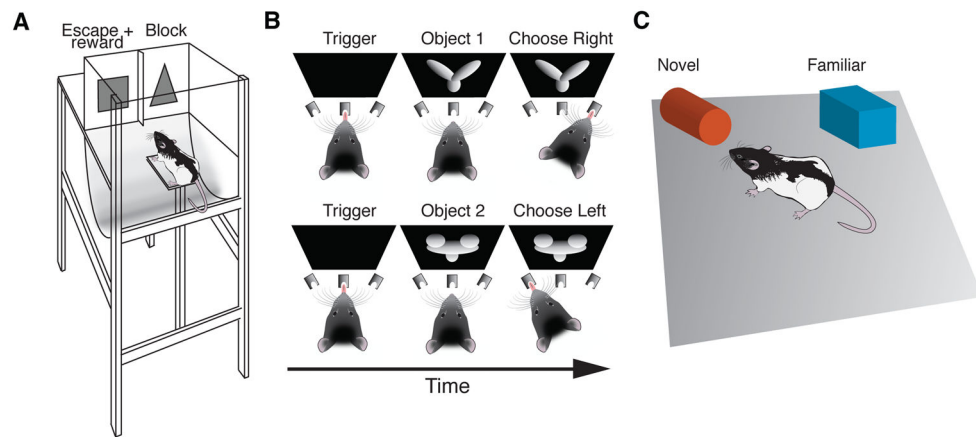 A
Escape +
reward
Block
B
Trigger
Object 1
Choose Right
Trigger
Object 2
Choose Left
Time
C
Novel
Familiar